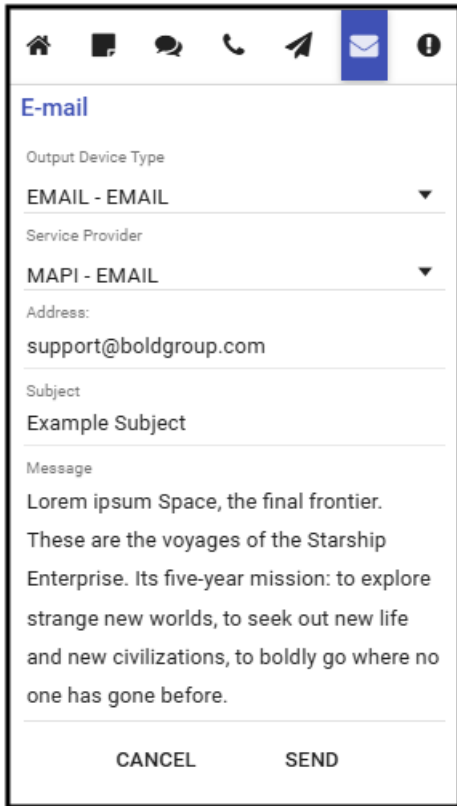 E-mail
Output Device Type
EMAIL - EMAIL
Service Provider
MAPI - EMAIL
Address:
support@boldgroup.com
Subject
Example Subject
Message
Lorem ipsum Space, the final frontier.
These are the voyages of the Starship
Enterprise. Its five-year mission: to explore
strange new worlds, to seek out new life
and new civilizations, to boldly go where no
one has gone before.
CANCEL SEND